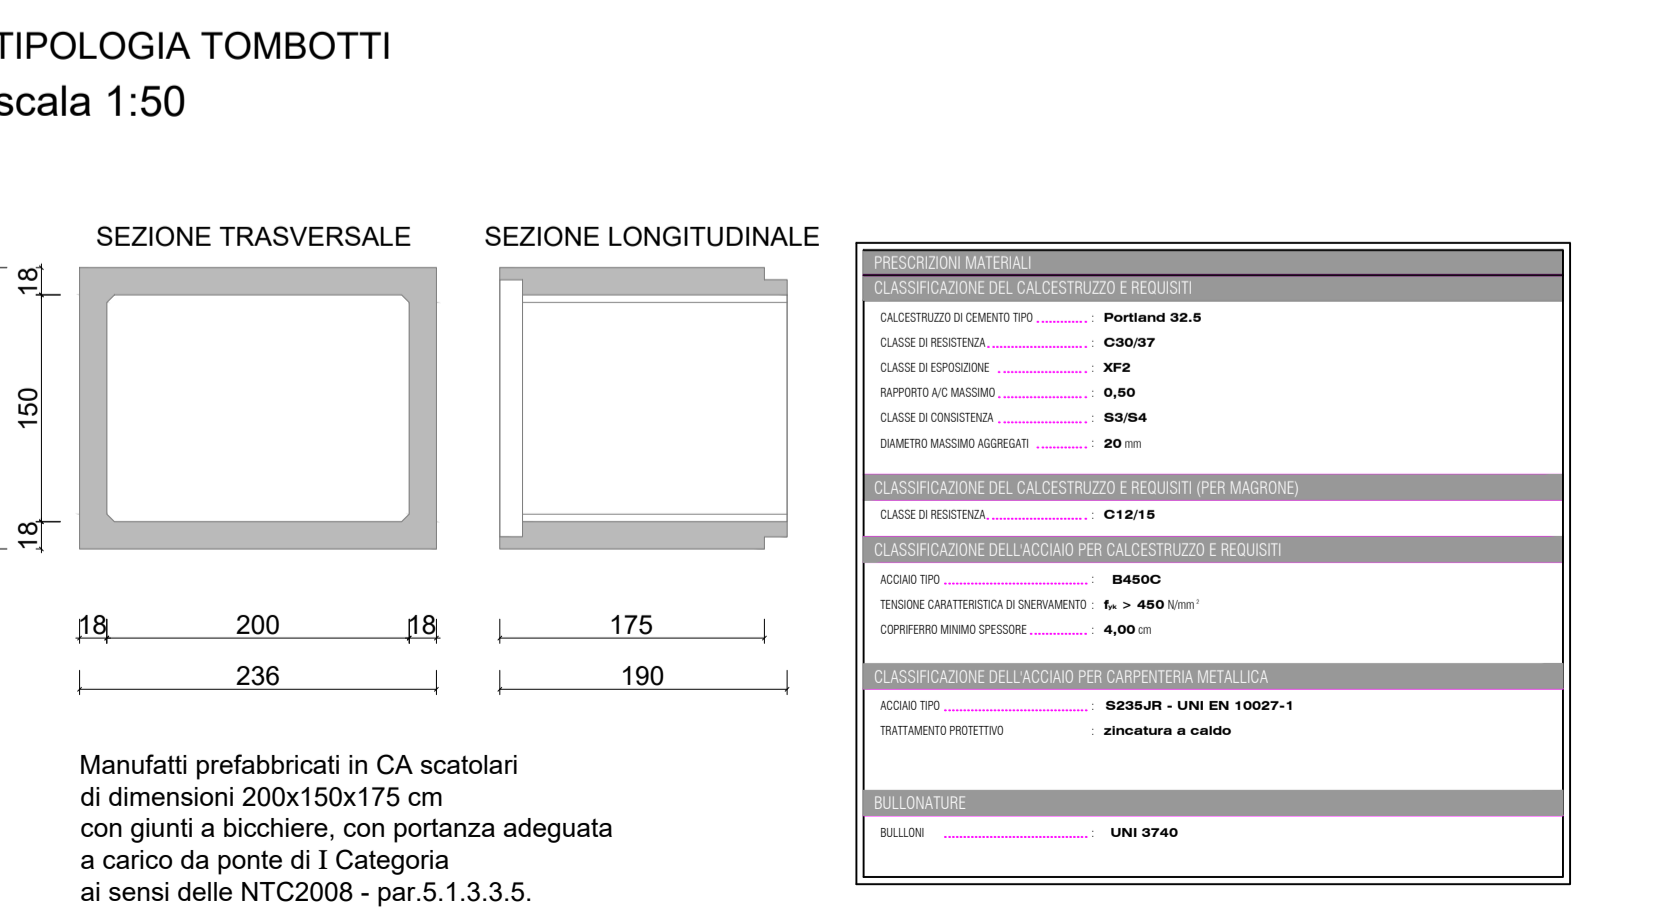 TIPOLOGIA TOMBOTTI
scala 1:50
SEZIONE TRASVERSALE
SEZIONE LONGITUDINALE
18
150
18
18
200
18
236
175
190
Manufatti prefabbricati in CA scatolari
di dimensioni 200x150x175 cm
con giunti a bicchiere, con portanza adeguata
a carico da ponte di I Categoria
ai sensi delle NTC2008 - par.5.1.3.3.5.
PRESCRIZIONI MATERIALI
CLASSIFICAZIONE DEL CALCESTRUZZO E REQUISITI
CALCESTRUZZO DI CEMENTO TIPO : Portland 32.5
CLASSE DI RESISTENZA : C30/37
CLASSE DI ESPOSIZIONE : XF2
RAPPORTO A/C MASSIMO : 0,50
CLASSE DI CONSISTENZA : S3/S4
DIAMETRO MASSIMO AGGREGATI : 20 mm
CLASSIFICAZIONE DEL CALCESTRUZZO E REQUISITI (PER MAGRONE)
CLASSE DI RESISTENZA : C12/15
CLASSIFICAZIONE DELL'ACCIAIO PER CALCESTRUZZO E REQUISITI
ACCIAIO TIPO : B450C
TENSIONE CARATTERISTICA DI SNERVAMENTO : fyk > 450 N/mm²
COPRIFERRO MINIMO SPESSORE : 4,00 cm
CLASSIFICAZIONE DELL'ACCIAIO PER CARPENTERIA METALLICA
ACCIAIO TIPO : S235JR - UNI EN 10027-1
TRATTAMENTO PROTETTIVO : zincatura a caldo
BULLONATURE
BULLLONI : UNI 3740